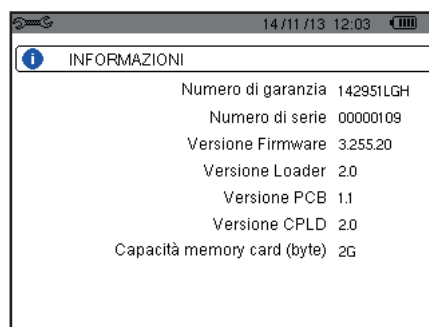 14/11/13 12:03
INFORMAZIONI
Numero di garanzia 142951LGH
Numero di serie 00000109
Versione Firmware 3.255.20
Versione Loader 2.0
Versione PCB 1.1
Versione CPLD 2.0
Capacità memory card (byte) 2G